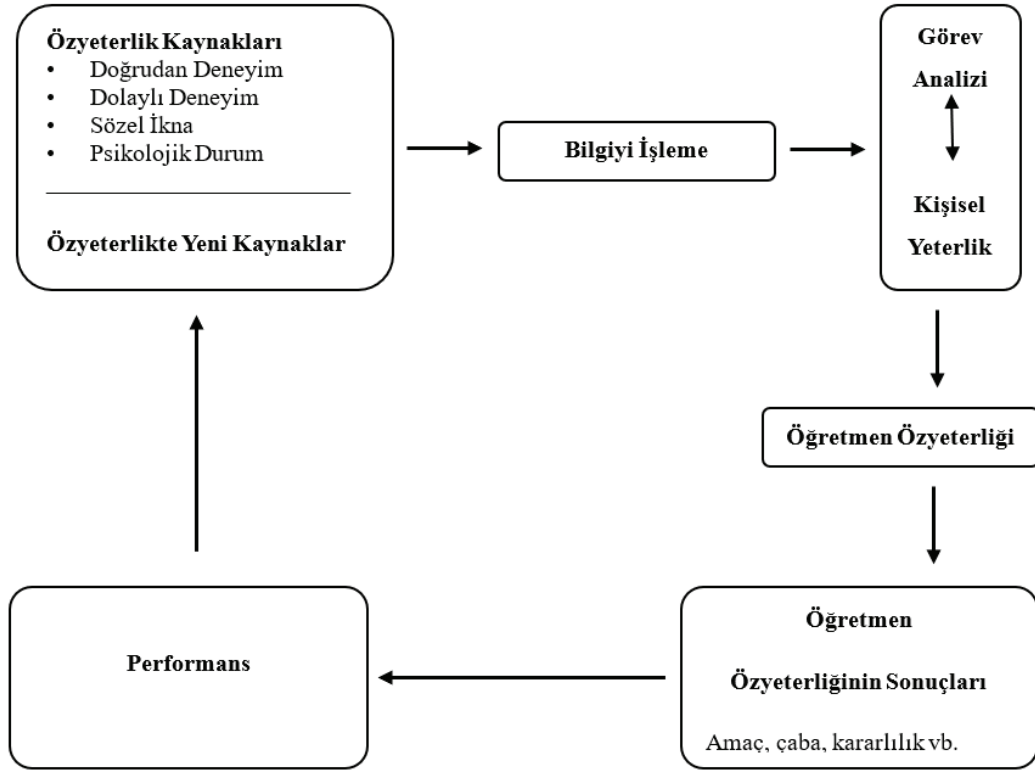 Özyeterlik Kaynakları
• Doğrudan Deneyim
• Dolaylı Deneyim
• Sözel İkna
• Psikolojik Durum
Özyeterlikte Yeni Kaynaklar
Bilgiyi İşleme
Görev
Analizi
Kişisel
Yeterlik
Öğretmen Özyeterliği
Öğretmen
Özyeterliğinin Sonuçları
Amaç, çaba, kararlılık vb.
Performans